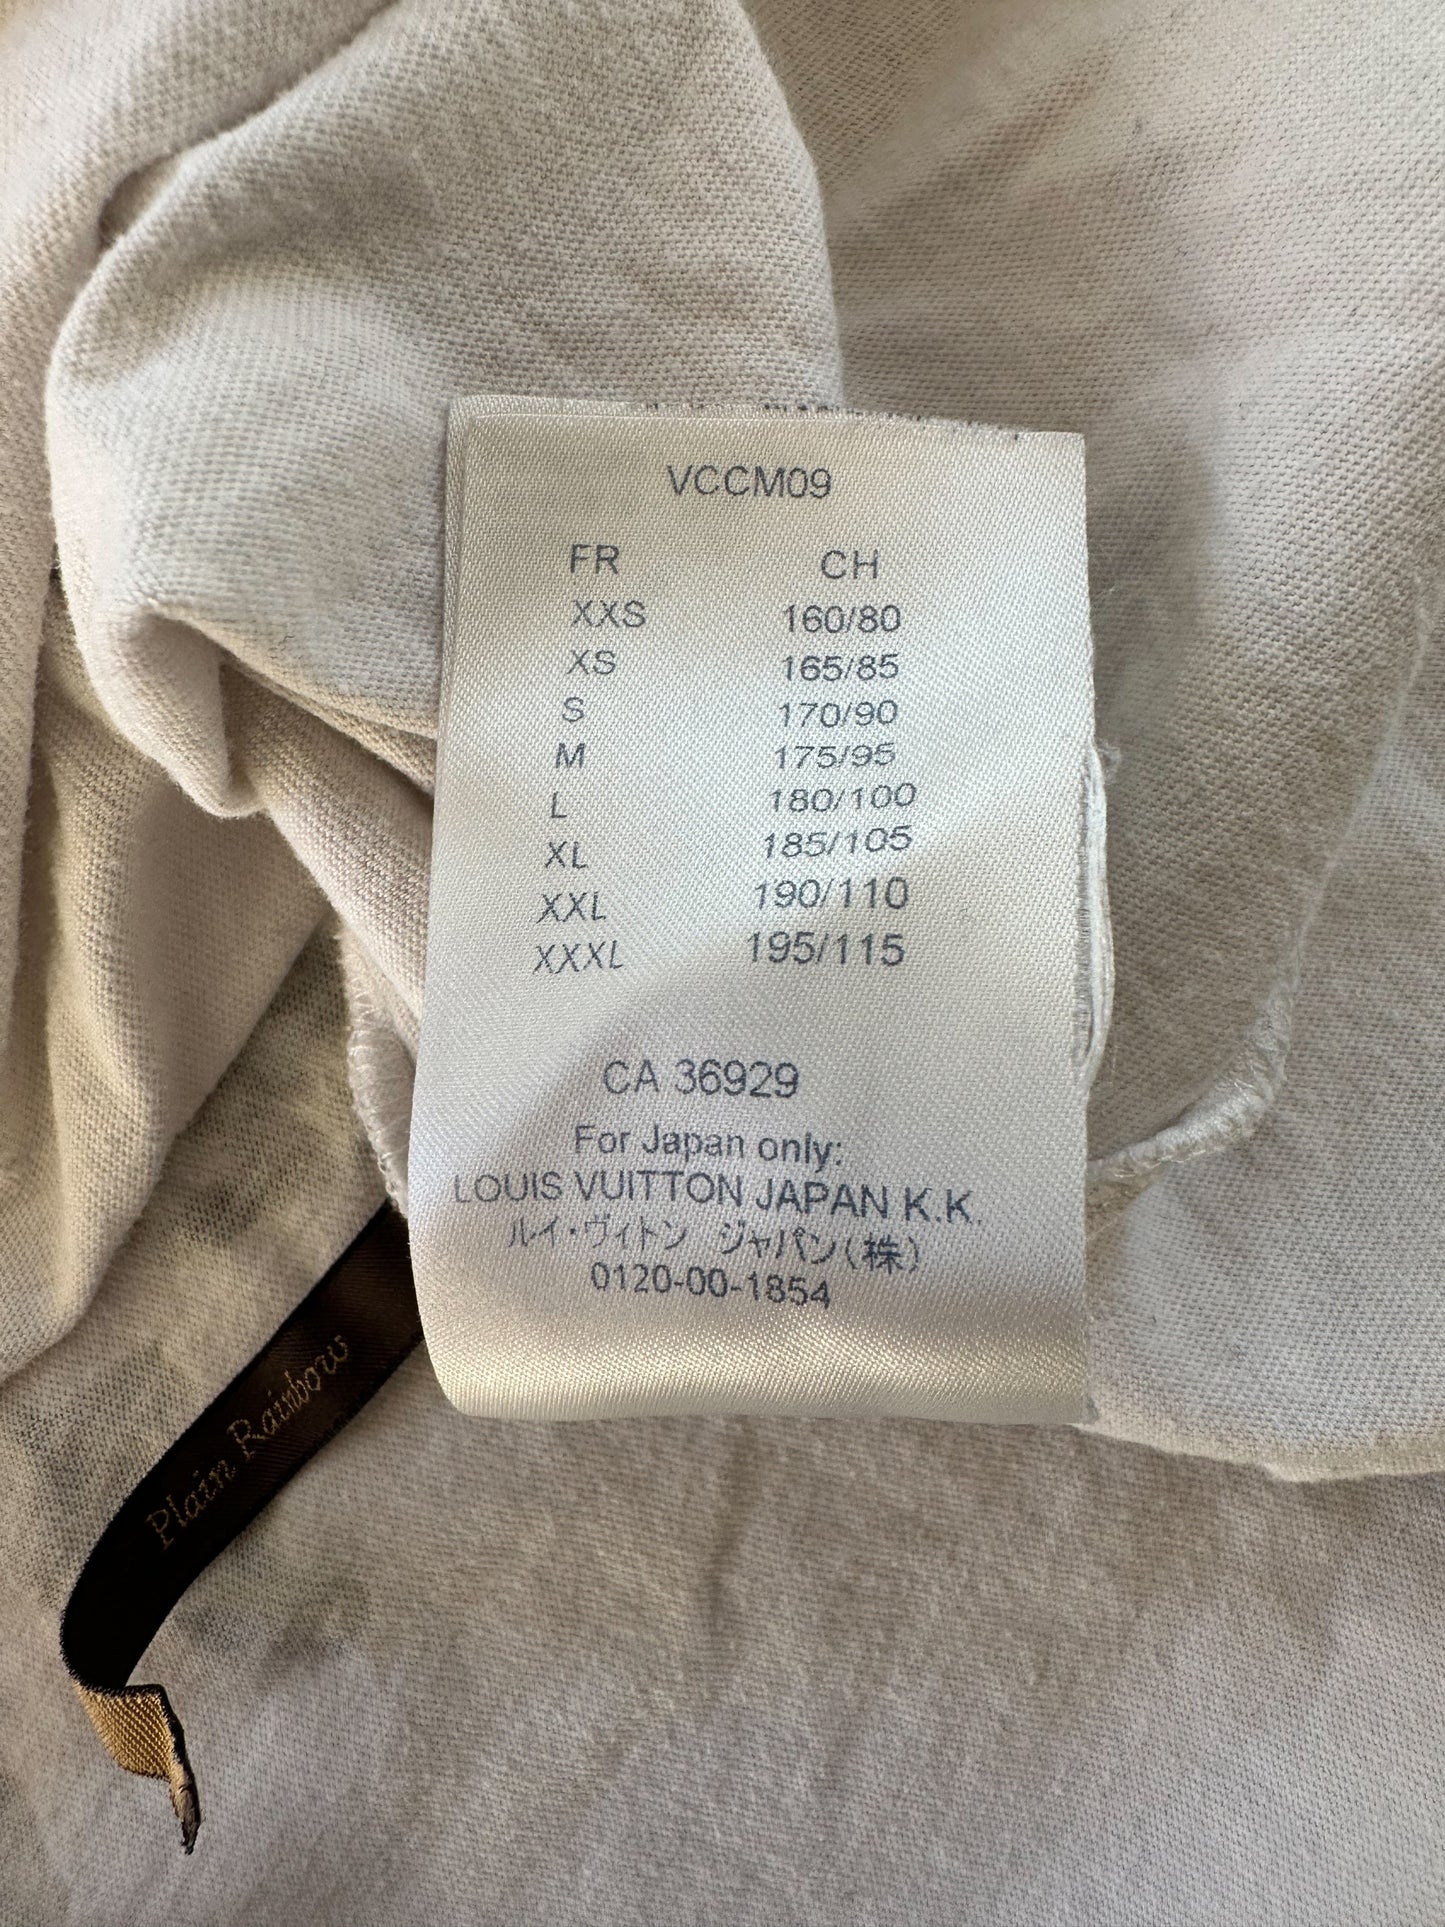 VCCM09
FR CH
XXS 160/80
XS 165/85
S 170/90
M 175/95
L 180/100
XL 185/105
XXL 190/110
XXXL 195/115
CA 36929
For Japan only:
LOUIS VUITTON JAPAN K.K.
ルイ・ヴィトン ジャパン(株)
0120-00-1854
Plain Rainbow